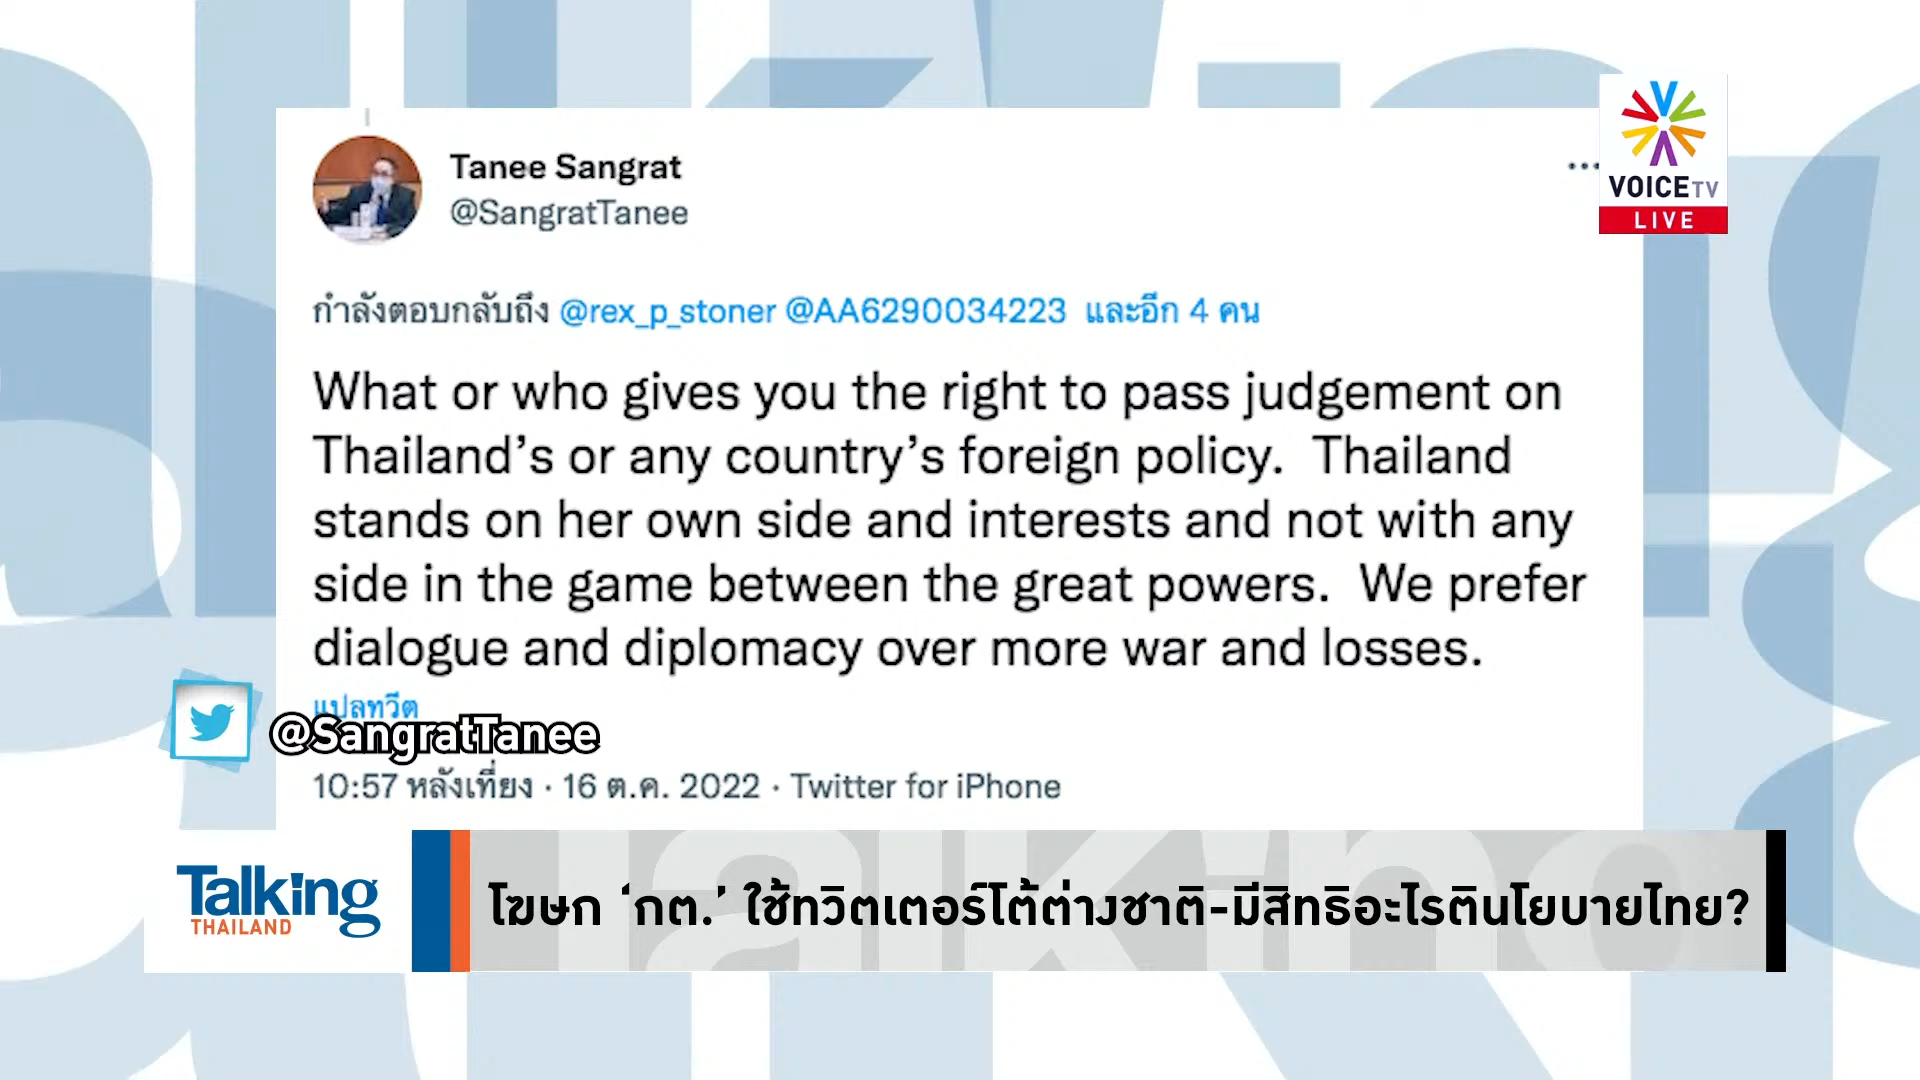 Tanee Sangrat
@SangratTanee
VOICE TV
LIVE
กำลังตอบกลับถึง @rex_p_stoner @AA6290034223 และอีก 4 คน
What or who gives you the right to pass judgement on
Thailand’s or any country’s foreign policy.  Thailand
stands on her own side and interests and not with any
side in the game between the great powers.  We prefer
dialogue and diplomacy over more war and losses.
แปลทวีต
@SangratTanee
10:57 หลังเที่ยง · 16 ต.ค. 2022 · Twitter for iPhone
Talking
THAILAND
โฆษก ‘กต.’ ใช้ทวิตเตอร์โต้ต่างชาติ-มีสิทธิอะไรตินโยบายไทย?